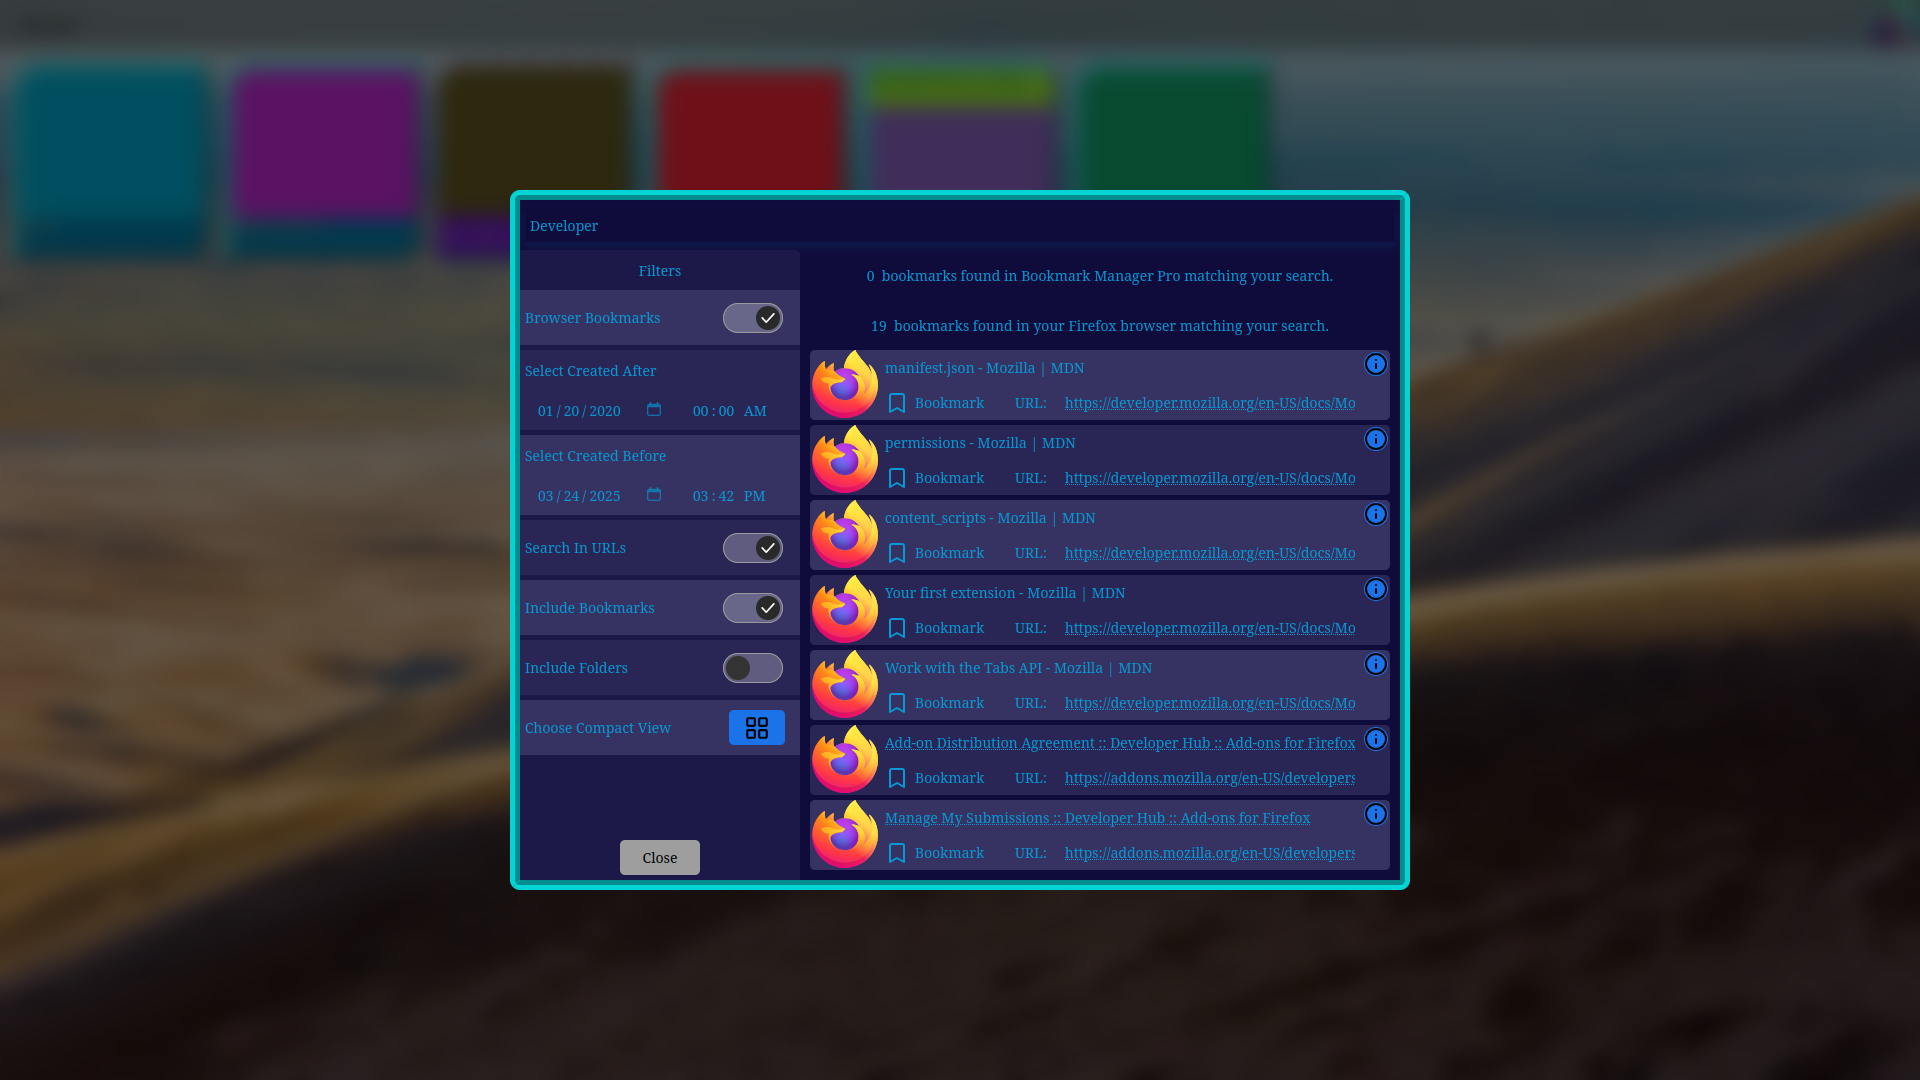 Developer
Filters
Browser Bookmarks
Select Created After
01 / 20 / 2020 00 : 00 AM
Select Created Before
03 / 24 / 2025 03 : 42 PM
Search In URLs
Include Bookmarks
Include Folders
Choose Compact View
Close
0 bookmarks found in Bookmark Manager Pro matching your search.
19 bookmarks found in your Firefox browser matching your search.
manifest.json - Mozilla | MDN
Bookmark URL: https://developer.mozilla.org/en-US/docs/Mo
permissions - Mozilla | MDN
Bookmark URL: https://developer.mozilla.org/en-US/docs/Mo
content_scripts - Mozilla | MDN
Bookmark URL: https://developer.mozilla.org/en-US/docs/Mo
Your first extension - Mozilla | MDN
Bookmark URL: https://developer.mozilla.org/en-US/docs/Mo
Work with the Tabs API - Mozilla | MDN
Bookmark URL: https://developer.mozilla.org/en-US/docs/Mo
Add-on Distribution Agreement :: Developer Hub :: Add-ons for Firefox
Bookmark URL: https://addons.mozilla.org/en-US/developers
Manage My Submissions :: Developer Hub :: Add-ons for Firefox
Bookmark URL: https://addons.mozilla.org/en-US/developers